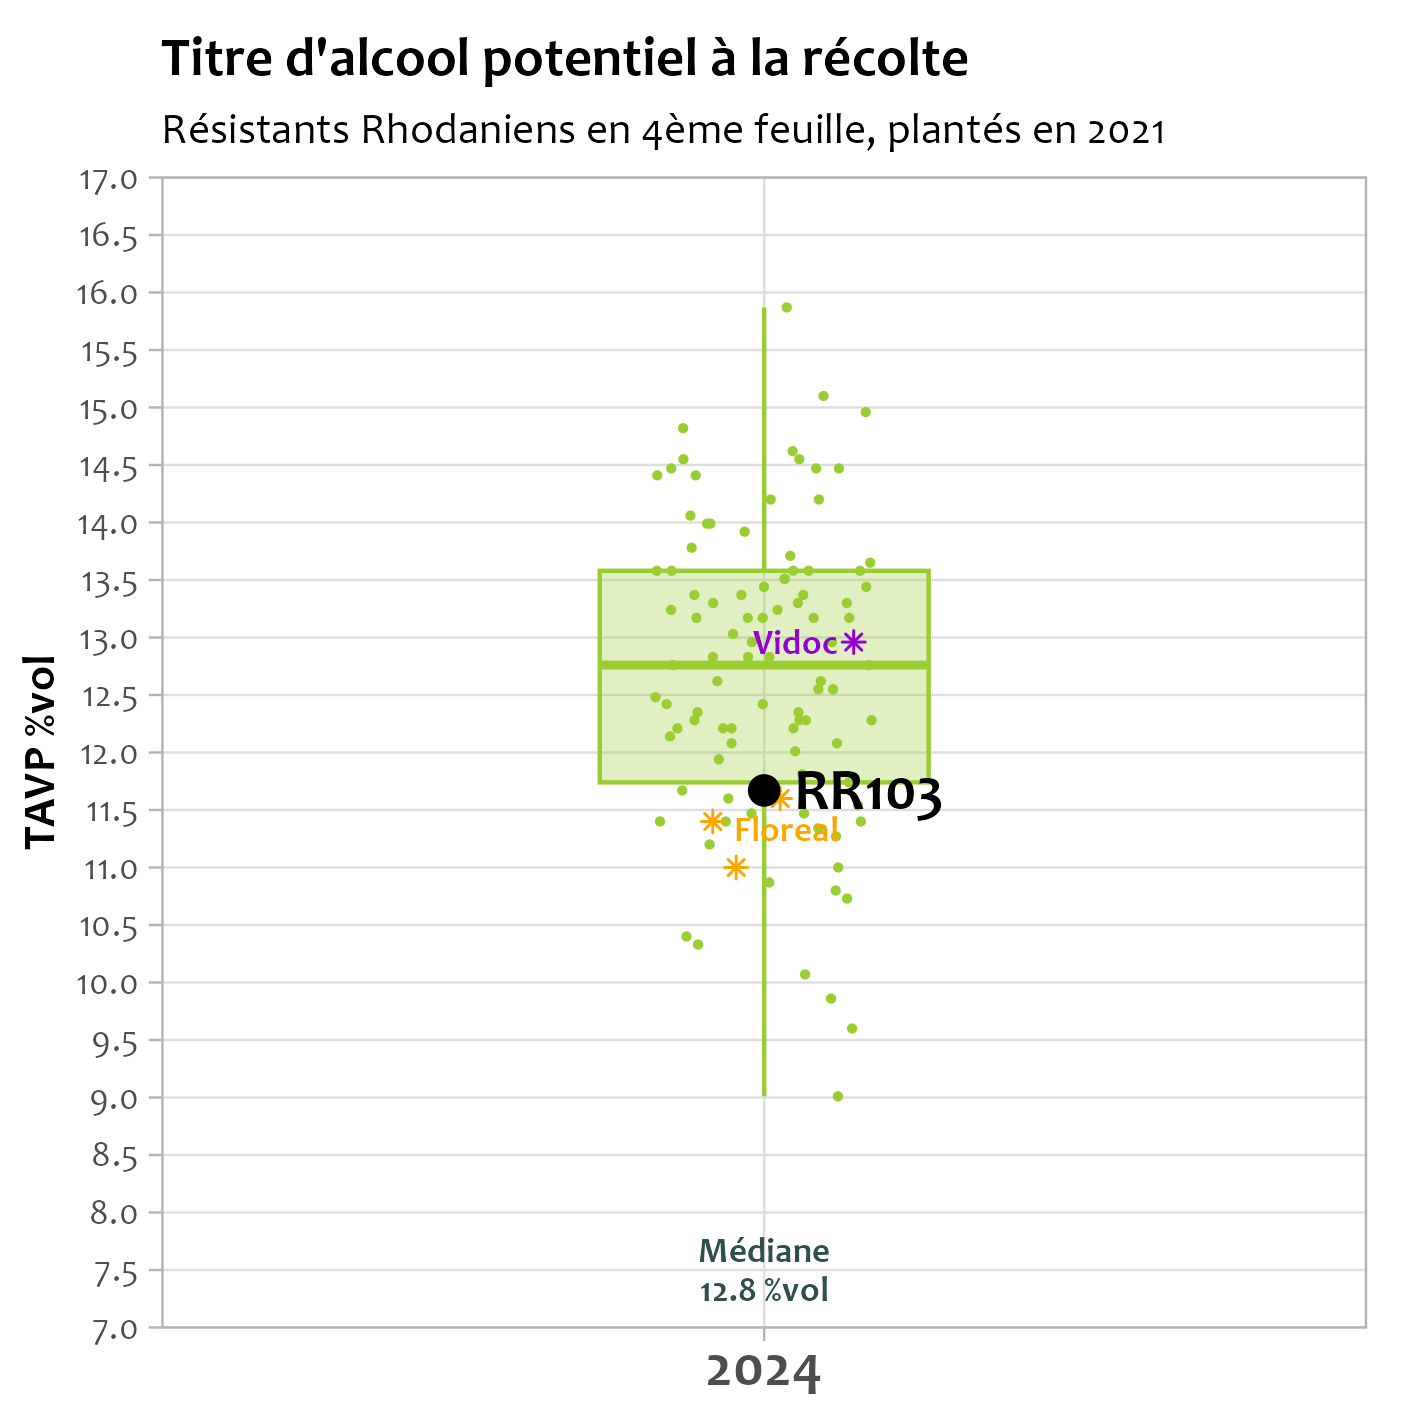 Titre d'alcool potentiel à la récolte
Résistants Rhodaniens en 4ème feuille, plantés en 2021
TAVP %vol
17.0
16.5
16.0
15.5
15.0
14.5
14.0
13.5
13.0
12.5
12.0
11.5
11.0
10.5
10.0
9.5
9.0
8.5
8.0
7.5
7.0
Vidoc
RR103
Floreal
Médiane
12.8 %vol
2024